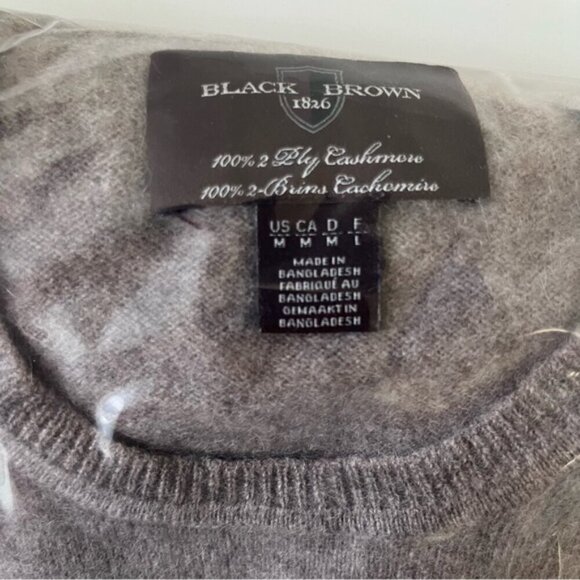 BLACK BROWN
1826
100% 2 Ply Cashmere
100% 2-Brins Cachemire
US CA D F
M M M L
MADE IN
BANGLADESH
FABRIQUÉ AU
BANGLADESH
GEMAAKT IN
BANGLADESH